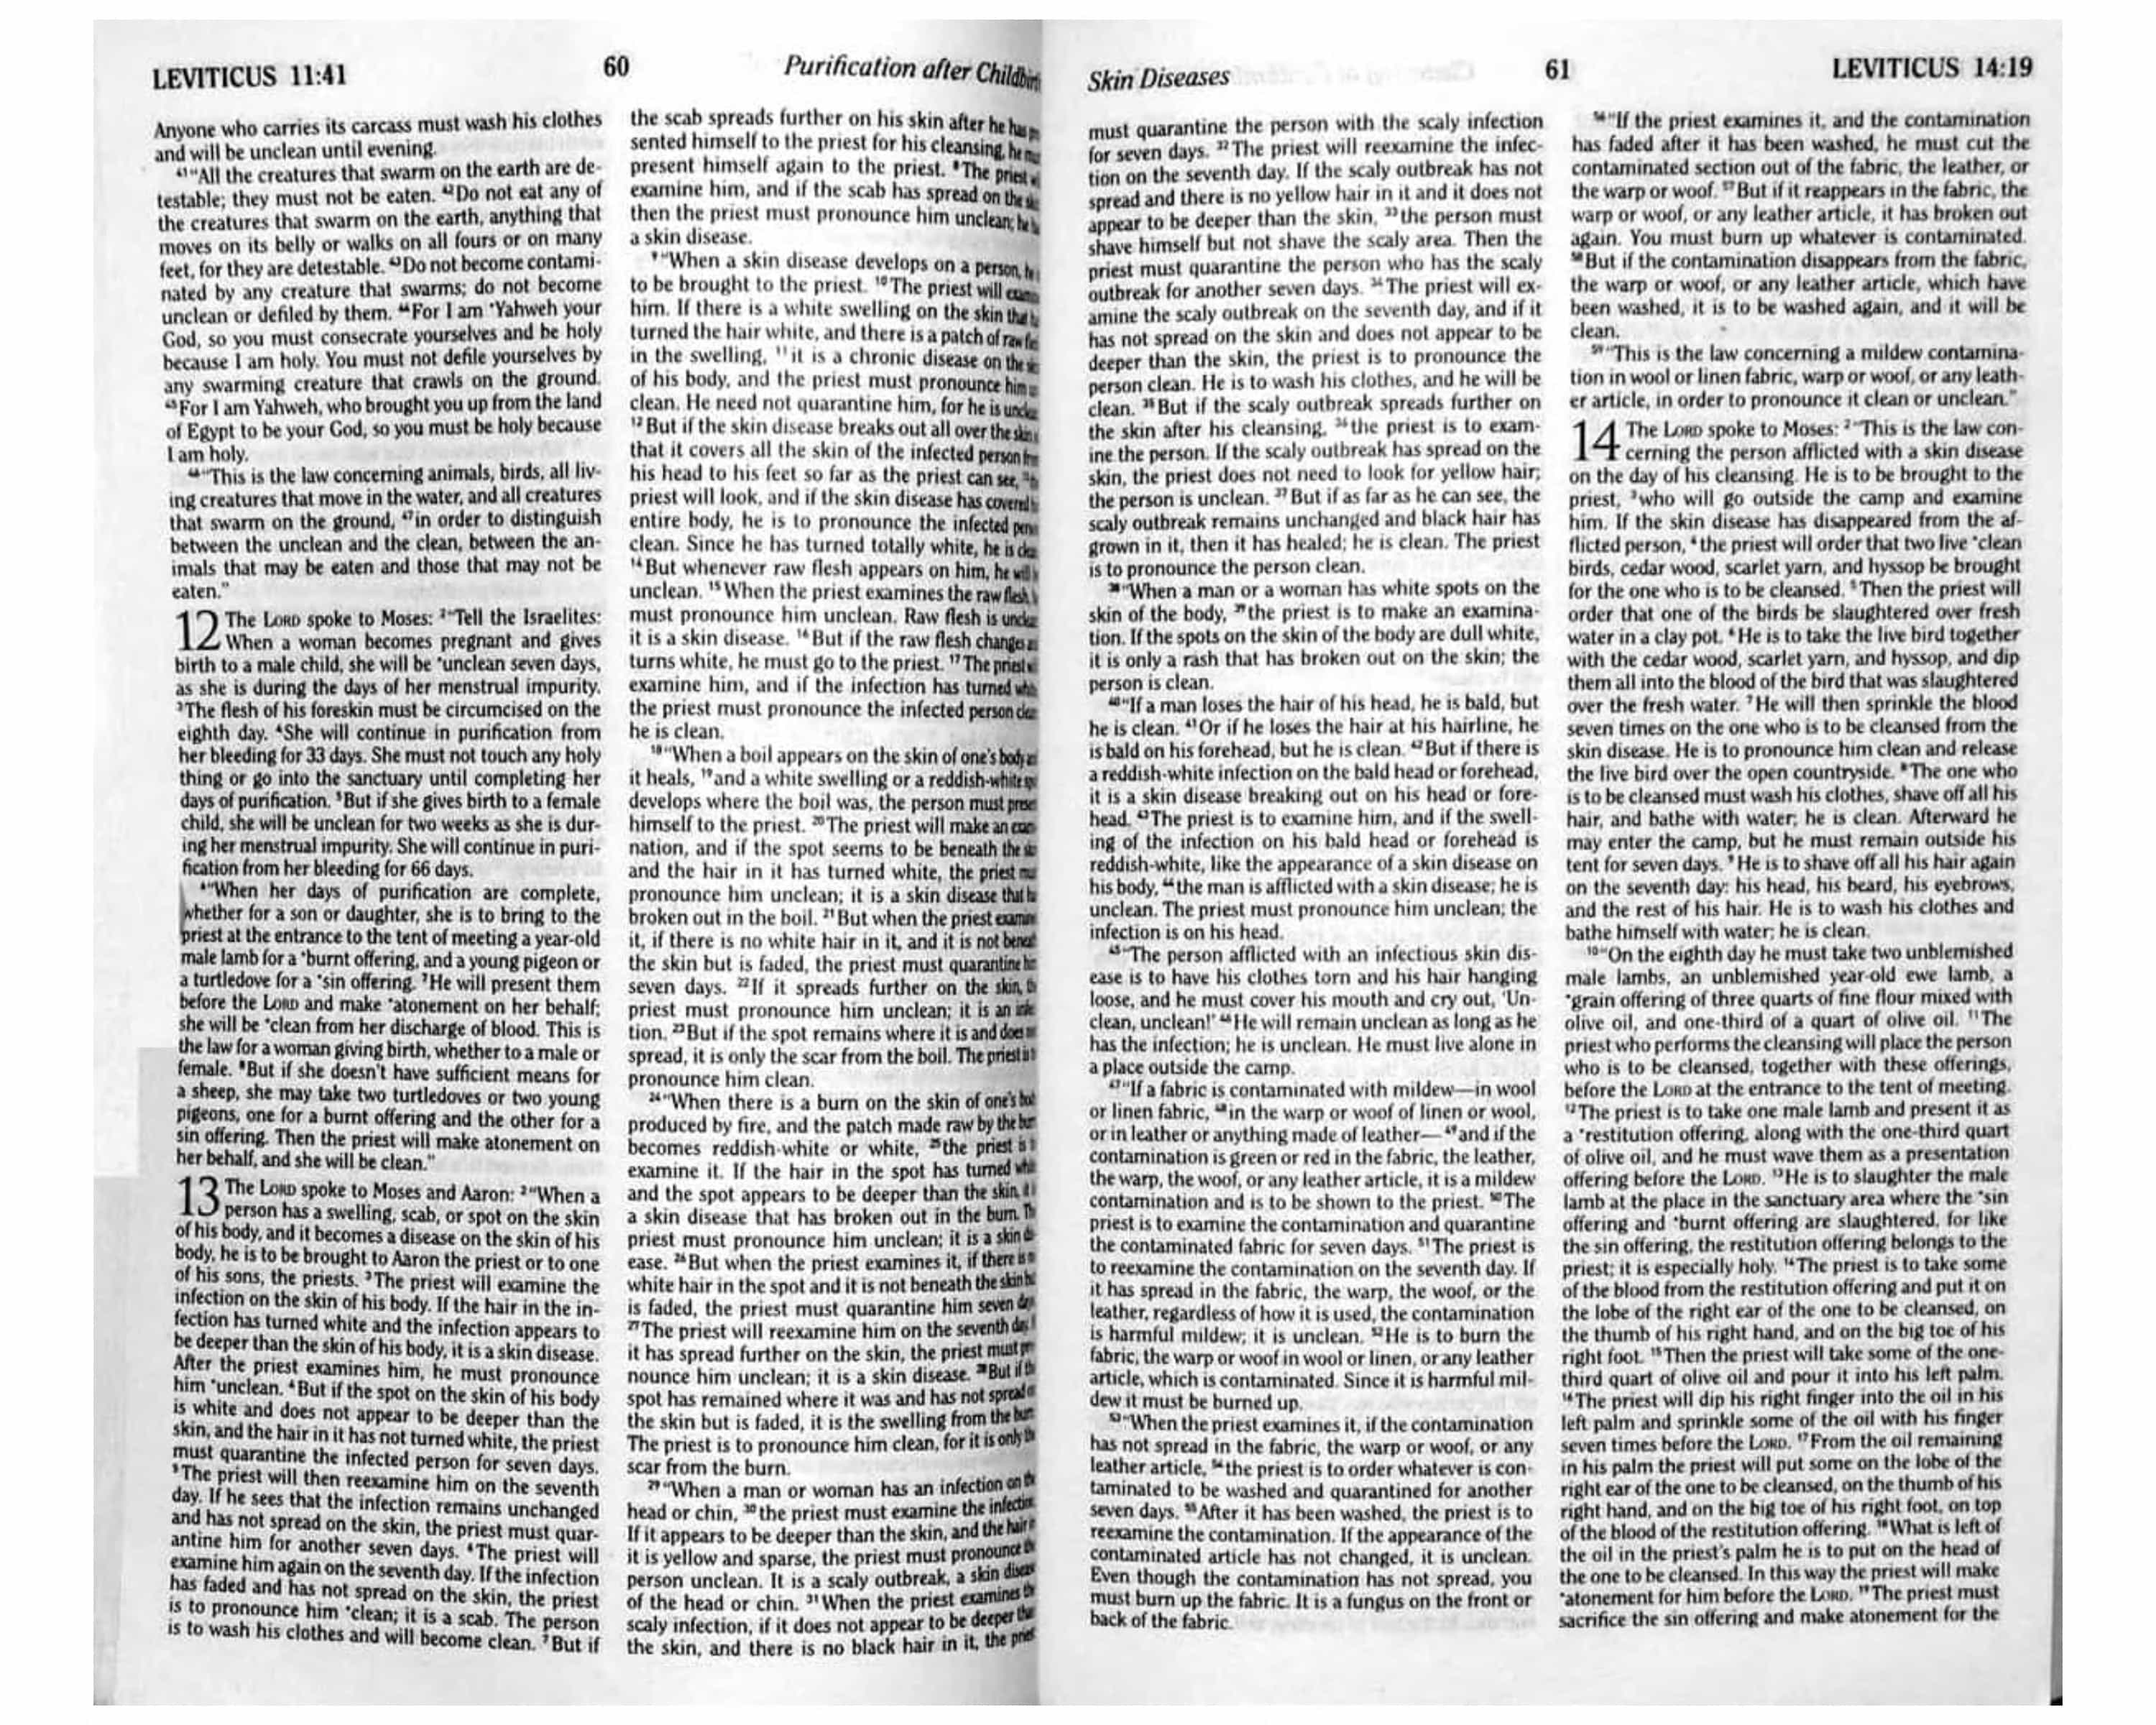 LEVITICUS 11:41
60
Purification after Childbirth
Anyone who carries its carcass must wash his clothes
and will be unclean until evening.
⁴¹"All the creatures that swarm on the earth are de-
testable; they must not be eaten. ⁴²Do not eat any of
the creatures that swarm on the earth, anything that
moves on its belly or walks on all fours or on many
feet, for they are detestable. ⁴³Do not become contami-
nated by any creature that swarms; do not become
unclean or defiled by them. ⁴⁴For I am *Yahweh your
God, so you must consecrate yourselves and be holy
because I am holy. You must not defile yourselves by
any swarming creature that crawls on the ground.
⁴⁵For I am Yahweh, who brought you up from the land
of Egypt to be your God, so you must be holy because
I am holy.
⁴⁶"This is the law concerning animals, birds, all liv-
ing creatures that move in the water, and all creatures
that swarm on the ground, ⁴⁷in order to distinguish
between the unclean and the clean, between the an-
imals that may be eaten and those that may not be
eaten."
12 The LORD spoke to Moses: ²"Tell the Israelites:
When a woman becomes pregnant and gives
birth to a male child, she will be *unclean seven days,
as she is during the days of her menstrual impurity.
³The flesh of his foreskin must be circumcised on the
eighth day. ⁴She will continue in purification from
her bleeding for 33 days. She must not touch any holy
thing or go into the sanctuary until completing her
days of purification. ⁵But if she gives birth to a female
child, she will be unclean for two weeks as she is dur-
ing her menstrual impurity. She will continue in puri-
fication from her bleeding for 66 days.
⁶"When her days of purification are complete,
whether for a son or daughter, she is to bring to the
priest at the entrance to the tent of meeting a year-old
male lamb for a *burnt offering, and a young pigeon or
a turtledove for a *sin offering. ⁷He will present them
before the LORD and make *atonement on her behalf;
she will be *clean from her discharge of blood. This is
the law for a woman giving birth, whether to a male or
female. ⁸But if she doesn't have sufficient means for
a sheep, she may take two turtledoves or two young
pigeons, one for a burnt offering and the other for a
sin offering. Then the priest will make atonement on
her behalf, and she will be clean."
13 The LORD spoke to Moses and Aaron: ²"When a
person has a swelling, scab, or spot on the skin
of his body, and it becomes a disease on the skin of his
body, he is to be brought to Aaron the priest or to one
of his sons, the priests. ³The priest will examine the
infection on the skin of his body. If the hair in the in-
fection has turned white and the infection appears to
be deeper than the skin of his body, it is a skin disease.
After the priest examines him, he must pronounce
him *unclean. ⁴But if the spot on the skin of his body
is white and does not appear to be deeper than the
skin, and the hair in it has not turned white, the priest
must quarantine the infected person for seven days.
⁵The priest will then reexamine him on the seventh
day. If he sees that the infection remains unchanged
and has not spread on the skin, the priest must quar-
antine him for another seven days. ⁶The priest will
examine him again on the seventh day. If the infection
has faded and has not spread on the skin, the priest
is to pronounce him *clean; it is a scab. The person
is to wash his clothes and will become clean. ⁷But if
the scab spreads further on his skin after he has
sented himself to the priest for his cleansing, he
present himself again to the priest. ⁸The priest
examine him, and if the scab has spread on the
then the priest must pronounce him unclean; he
a skin disease.
⁹"When a skin disease develops on a person,
to be brought to the priest. ¹⁰The priest will
him. If there is a white swelling on the skin that
turned the hair white, and there is a patch of raw
in the swelling, ¹¹it is a chronic disease on the
of his body, and the priest must pronounce him
clean. He need not quarantine him, for he is
¹²But if the skin disease breaks out all over the skin
that it covers all the skin of the infected person from
his head to his feet so far as the priest can see,
priest will look, and if the skin disease has covered
entire body, he is to pronounce the infected
clean. Since he has turned totally white, he is
¹⁴But whenever raw flesh appears on him, he will
unclean. ¹⁵When the priest examines the raw flesh,
must pronounce him unclean. Raw flesh is
it is a skin disease. ¹⁶But if the raw flesh changes
turns white, he must go to the priest. ¹⁷The priest
examine him, and if the infection has turned
the priest must pronounce the infected person
he is clean.
¹⁸"When a boil appears on the skin of one's body
it heals, ¹⁹and a white swelling or a reddish-white
develops where the boil was, the person must
himself to the priest. ²⁰The priest will make an
nation, and if the spot seems to be beneath the
and the hair in it has turned white, the priest
pronounce him unclean; it is a skin disease that
broken out in the boil. ²¹But when the priest
it, if there is no white hair in it, and it is not
the skin but is faded, the priest must quarantine
seven days. ²²If it spreads further on the skin,
priest must pronounce him unclean; it is an
tion. ²³But if the spot remains where it is and does
spread, it is only the scar from the boil. The priest is
pronounce him clean.
²⁴"When there is a burn on the skin of one's
produced by fire, and the patch made raw by the
becomes reddish-white or white, ²⁵the priest is
examine it. If the hair in the spot has turned
and the spot appears to be deeper than the skin,
a skin disease that has broken out in the burn.
priest must pronounce him unclean; it is a skin
ease. ²⁶But when the priest examines it, if there is
white hair in the spot and it is not beneath the skin
is faded, the priest must quarantine him seven
²⁷The priest will reexamine him on the seventh
it has spread further on the skin, the priest must
nounce him unclean; it is a skin disease. ²⁸But if
spot has remained where it was and has not spread
the skin but is faded, it is the swelling from the
The priest is to pronounce him clean, for it is only
scar from the burn.
²⁹"When a man or woman has an infection on
head or chin, ³⁰the priest must examine the
If it appears to be deeper than the skin, and the hair
it is yellow and sparse, the priest must pronounce
person unclean. It is a scaly outbreak, a skin
of the head or chin. ³¹When the priest examines
scaly infection, if it does not appear to be deeper
the skin, and there is no black hair in it, the
Skin Diseases
61
LEVITICUS 14:19
must quarantine the person with the scaly infection
for seven days. ³²The priest will reexamine the infec-
tion on the seventh day. If the scaly outbreak has not
spread and there is no yellow hair in it and it does not
appear to be deeper than the skin, ³³the person must
shave himself but not shave the scaly area. Then the
priest must quarantine the person who has the scaly
outbreak for another seven days. ³⁴The priest will ex-
amine the scaly outbreak on the seventh day, and if it
has not spread on the skin and does not appear to be
deeper than the skin, the priest is to pronounce the
person clean. He is to wash his clothes, and he will be
clean. ³⁵But if the scaly outbreak spreads further on
the skin after his cleansing, ³⁶the priest is to exam-
ine the person. If the scaly outbreak has spread on the
skin, the priest does not need to look for yellow hair;
the person is unclean. ³⁷But if as far as he can see, the
scaly outbreak remains unchanged and black hair has
grown in it, then it has healed; he is clean. The priest
is to pronounce the person clean.
³⁸"When a man or a woman has white spots on the
skin of the body, ³⁹the priest is to make an examina-
tion. If the spots on the skin of the body are dull white,
it is only a rash that has broken out on the skin; the
person is clean.
⁴⁰"If a man loses the hair of his head, he is bald, but
he is clean. ⁴¹Or if he loses the hair at his hairline, he
is bald on his forehead, but he is clean. ⁴²But if there is
a reddish-white infection on the bald head or forehead,
it is a skin disease breaking out on his head or fore-
head. ⁴³The priest is to examine him, and if the swell-
ing of the infection on his bald head or forehead is
reddish-white, like the appearance of a skin disease on
his body, ⁴⁴the man is afflicted with a skin disease; he is
unclean. The priest must pronounce him unclean; the
infection is on his head.
⁴⁵"The person afflicted with an infectious skin dis-
ease is to have his clothes torn and his hair hanging
loose, and he must cover his mouth and cry out, 'Un-
clean, unclean!' ⁴⁶He will remain unclean as long as he
has the infection; he is unclean. He must live alone in
a place outside the camp.
⁴⁷"If a fabric is contaminated with mildew—in wool
or linen fabric, ⁴⁸in the warp or woof of linen or wool,
or in leather or anything made of leather—⁴⁹and if the
contamination is green or red in the fabric, the leather,
the warp, the woof, or any leather article, it is a mildew
contamination and is to be shown to the priest. ⁵⁰The
priest is to examine the contamination and quarantine
the contaminated fabric for seven days. ⁵¹The priest is
to reexamine the contamination on the seventh day. If
it has spread in the fabric, the warp, the woof, or the
leather, regardless of how it is used, the contamination
is harmful mildew; it is unclean. ⁵²He is to burn the
fabric, the warp or woof in wool or linen, or any leather
article, which is contaminated. Since it is harmful mil-
dew it must be burned up.
⁵³"When the priest examines it, if the contamination
has not spread in the fabric, the warp or woof, or any
leather article, ⁵⁴the priest is to order whatever is con-
taminated to be washed and quarantined for another
seven days. ⁵⁵After it has been washed, the priest is to
reexamine the contamination. If the appearance of the
contaminated article has not changed, it is unclean.
Even though the contamination has not spread, you
must burn up the fabric. It is a fungus on the front or
back of the fabric.
⁵⁶"If the priest examines it, and the contamination
has faded after it has been washed, he must cut the
contaminated section out of the fabric, the leather, or
the warp or woof. ⁵⁷But if it reappears in the fabric, the
warp or woof, or any leather article, it has broken out
again. You must burn up whatever is contaminated.
⁵⁸But if the contamination disappears from the fabric,
the warp or woof, or any leather article, which have
been washed, it is to be washed again, and it will be
clean.
⁵⁹"This is the law concerning a mildew contamina-
tion in wool or linen fabric, warp or woof, or any leath-
er article, in order to pronounce it clean or unclean."
14 The LORD spoke to Moses: ²"This is the law con-
cerning the person afflicted with a skin disease
on the day of his cleansing. He is to be brought to the
priest, ³who will go outside the camp and examine
him. If the skin disease has disappeared from the af-
flicted person, ⁴the priest will order that two live *clean
birds, cedar wood, scarlet yarn, and hyssop be brought
for the one who is to be cleansed. ⁵Then the priest will
order that one of the birds be slaughtered over fresh
water in a clay pot. ⁶He is to take the live bird together
with the cedar wood, scarlet yarn, and hyssop, and dip
them all into the blood of the bird that was slaughtered
over the fresh water. ⁷He will then sprinkle the blood
seven times on the one who is to be cleansed from the
skin disease. He is to pronounce him clean and release
the live bird over the open countryside. ⁸The one who
is to be cleansed must wash his clothes, shave off all his
hair, and bathe with water; he is clean. Afterward he
may enter the camp, but he must remain outside his
tent for seven days. ⁹He is to shave off all his hair again
on the seventh day: his head, his beard, his eyebrows,
and the rest of his hair. He is to wash his clothes and
bathe himself with water; he is clean.
¹⁰"On the eighth day he must take two unblemished
male lambs, an unblemished year-old ewe lamb, a
*grain offering of three quarts of fine flour mixed with
olive oil, and one-third of a quart of olive oil. ¹¹The
priest who performs the cleansing will place the person
who is to be cleansed, together with these offerings,
before the LORD at the entrance to the tent of meeting.
¹²The priest is to take one male lamb and present it as
a *restitution offering, along with the one-third quart
of olive oil, and he must wave them as a presentation
offering before the LORD. ¹³He is to slaughter the male
lamb at the place in the sanctuary area where the *sin
offering and *burnt offering are slaughtered, for like
the sin offering, the restitution offering belongs to the
priest; it is especially holy. ¹⁴The priest is to take some
of the blood from the restitution offering and put it on
the lobe of the right ear of the one to be cleansed, on
the thumb of his right hand, and on the big toe of his
right foot. ¹⁵Then the priest will take some of the one-
third quart of olive oil and pour it into his left palm.
¹⁶The priest will dip his right finger into the oil in his
left palm and sprinkle some of the oil with his finger
seven times before the LORD. ¹⁷From the oil remaining
in his palm the priest will put some on the lobe of the
right ear of the one to be cleansed, on the thumb of his
right hand, and on the big toe of his right foot, on top
of the blood of the restitution offering. ¹⁸What is left of
the oil in the priest's palm he is to put on the head of
the one to be cleansed. In this way the priest will make
*atonement for him before the LORD. ¹⁹The priest must
sacrifice the sin offering and make atonement for the